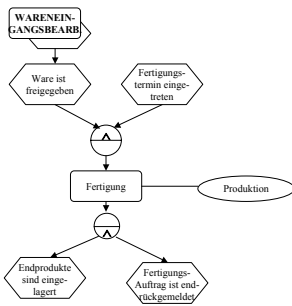 WARENEIN-
GANGSBEARB.
Ware ist
freigegeben
Fertigungs-
termin einge-
treten
Fertigung
Produktion
Endprodukte
sind einge-
lagert
Fertigungs-
Auftrag ist end-
rückgemeldet